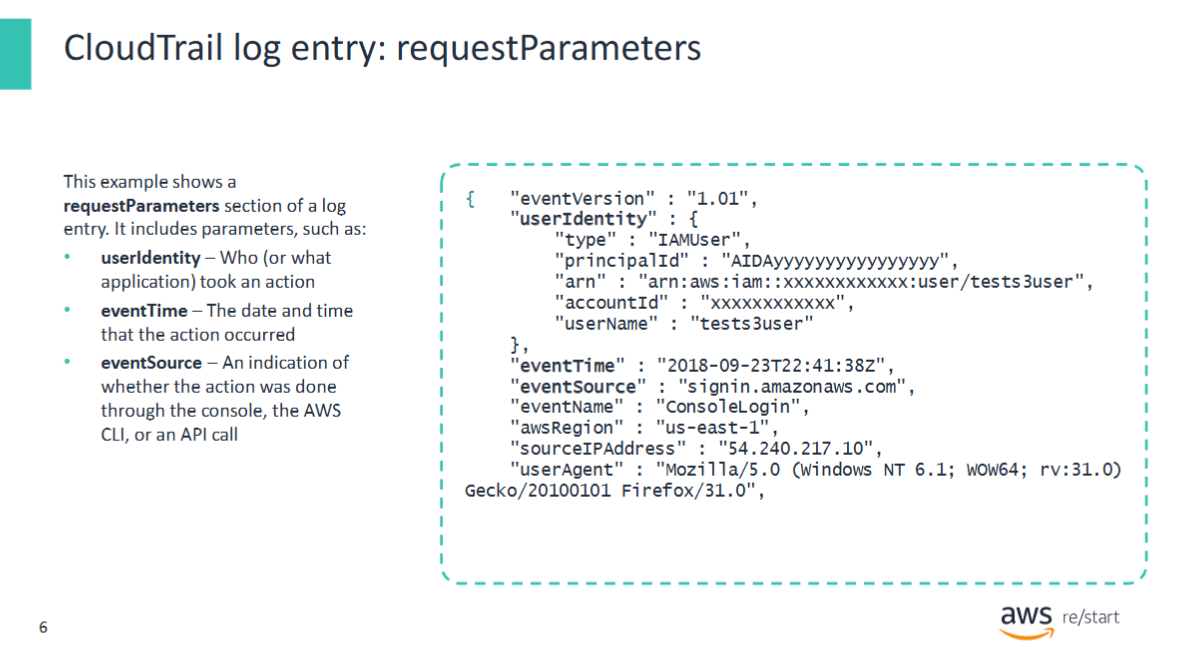 CloudTrail log entry: requestParameters
This example shows a
requestParameters section of a log
entry. It includes parameters, such as:
• userIdentity – Who (or what
application) took an action
• eventTime – The date and time
that the action occurred
• eventSource – An indication of
whether the action was done
through the console, the AWS
CLI, or an API call
{ "eventVersion" : "1.01",
"userIdentity" : {
"type" : "IAMUser",
"principalId" : "AIDAyyyyyyyyyyyyyyyyy",
"arn" : "arn:aws:iam::xxxxxxxxxxxx:user/tests3user",
"accountId" : "xxxxxxxxxxxx",
"userName" : "tests3user"
},
"eventTime" : "2018-09-23T22:41:38Z",
"eventSource" : "signin.amazonaws.com",
"eventName" : "ConsoleLogin",
"awsRegion" : "us-east-1",
"sourceIPAddress" : "54.240.217.10",
"userAgent" : "Mozilla/5.0 (Windows NT 6.1; WOW64; rv:31.0)
Gecko/20100101 Firefox/31.0",
6
aws re/start